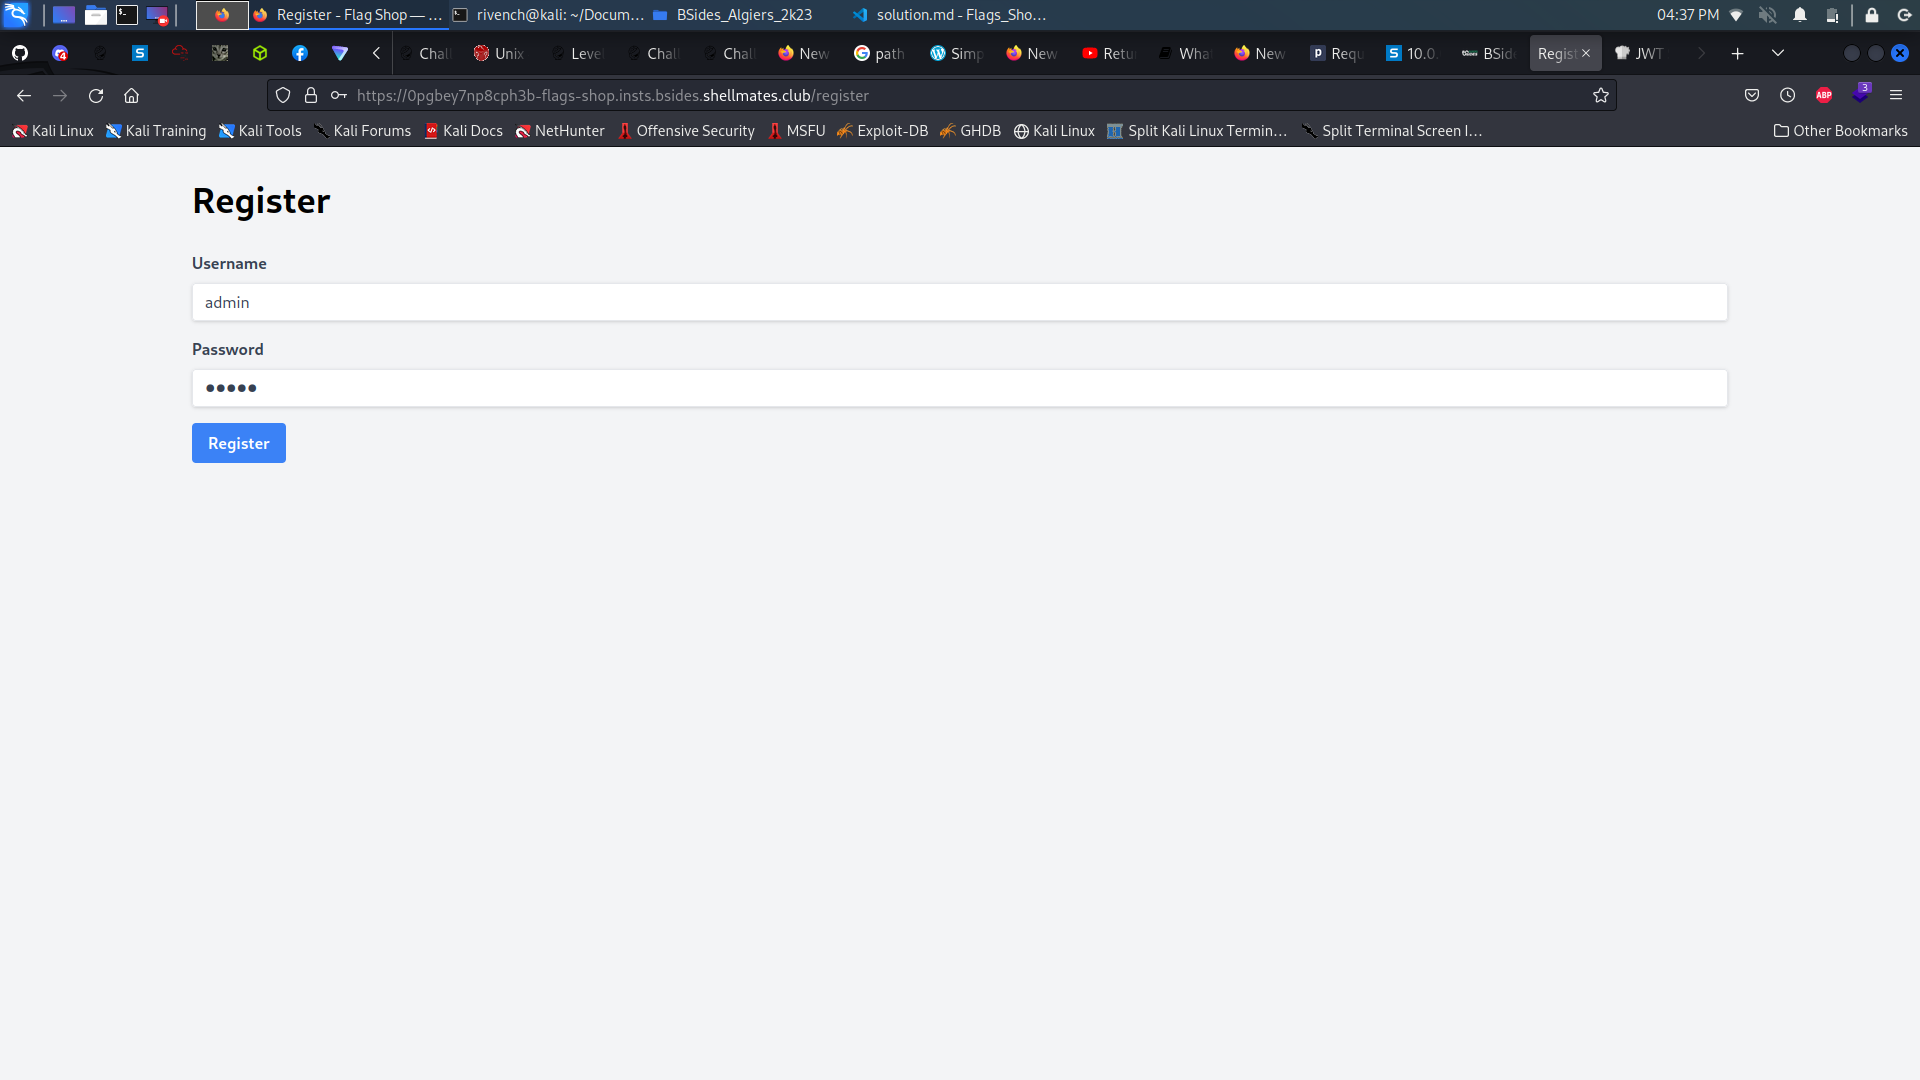 Register - Flag Shop — ... rivench@kali: ~/Docum... BSides_Algiers_2k23 solution.md - Flags_Sho... 04:37 PM
Chall Unix Level Chall Chall New path Simp New Retu What New Requ 10.0. BSide Regist JWT
https://0pgbey7np8cph3b-flags-shop.insts.bsides.shellmates.club/register ABP 3
Kali Linux Kali Training Kali Tools Kali Forums Kali Docs NetHunter Offensive Security MSFU Exploit-DB GHDB Kali Linux Split Kali Linux Termin... Split Terminal Screen I... Other Bookmarks
Register
Username
admin
Password
Register